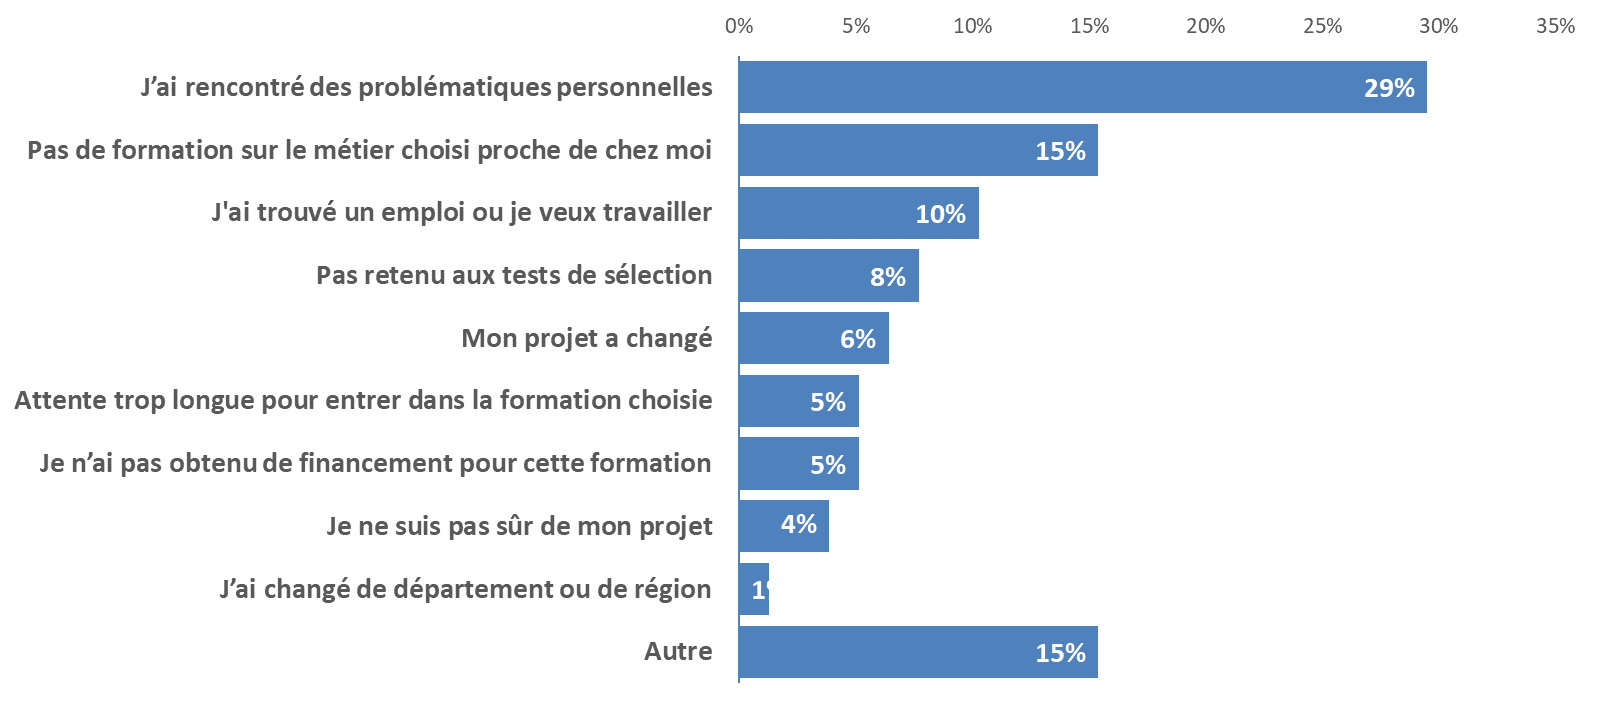 0% 5% 10% 15% 20% 25% 30% 35%
J’ai rencontré des problématiques personnelles 29%
Pas de formation sur le métier choisi proche de chez moi 15%
J'ai trouvé un emploi ou je veux travailler 10%
Pas retenu aux tests de sélection 8%
Mon projet a changé 6%
Attente trop longue pour entrer dans la formation choisie 5%
Je n’ai pas obtenu de financement pour cette formation 5%
Je ne suis pas sûr de mon projet 4%
J’ai changé de département ou de région 1%
Autre 15%